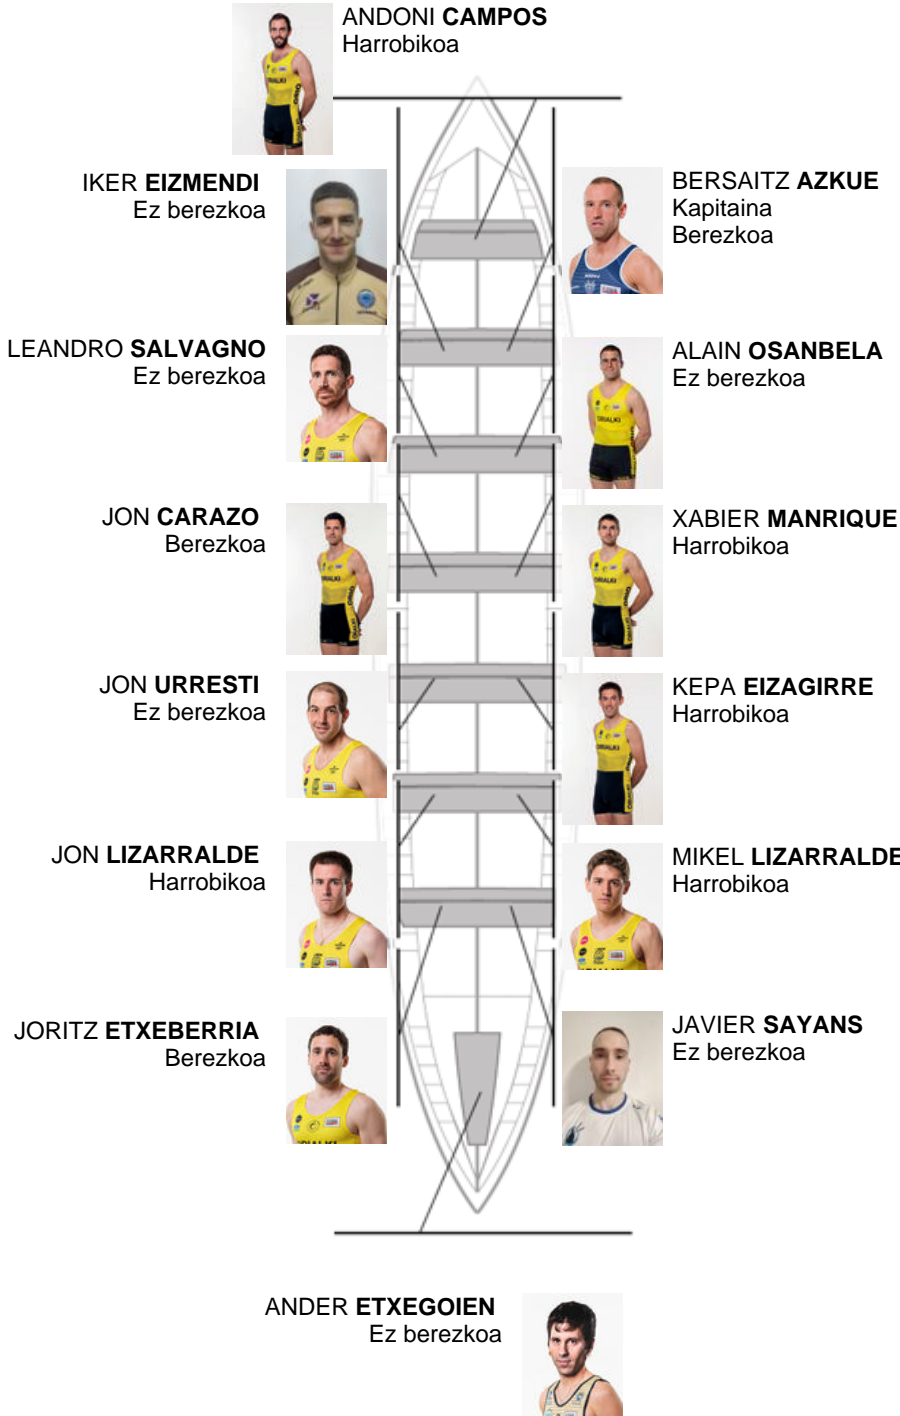 ANDONI CAMPOS
Harrobikoa
IKER EIZMENDI
Ez berezkoa
BERSAITZ AZKUE
Kapitaina
Berezkoa
LEANDRO SALVAGNO
Ez berezkoa
ALAIN OSANBELA
Ez berezkoa
JON CARAZO
Berezkoa
XABIER MANRIQUE
Harrobikoa
JON URRESTI
Ez berezkoa
KEPA EIZAGIRRE
Harrobikoa
JON LIZARRALDE
Harrobikoa
MIKEL LIZARRALDE
Harrobikoa
JORITZ ETXEBERRIA
Berezkoa
JAVIER SAYANS
Ez berezkoa
ANDER ETXEGOIEN
Ez berezkoa